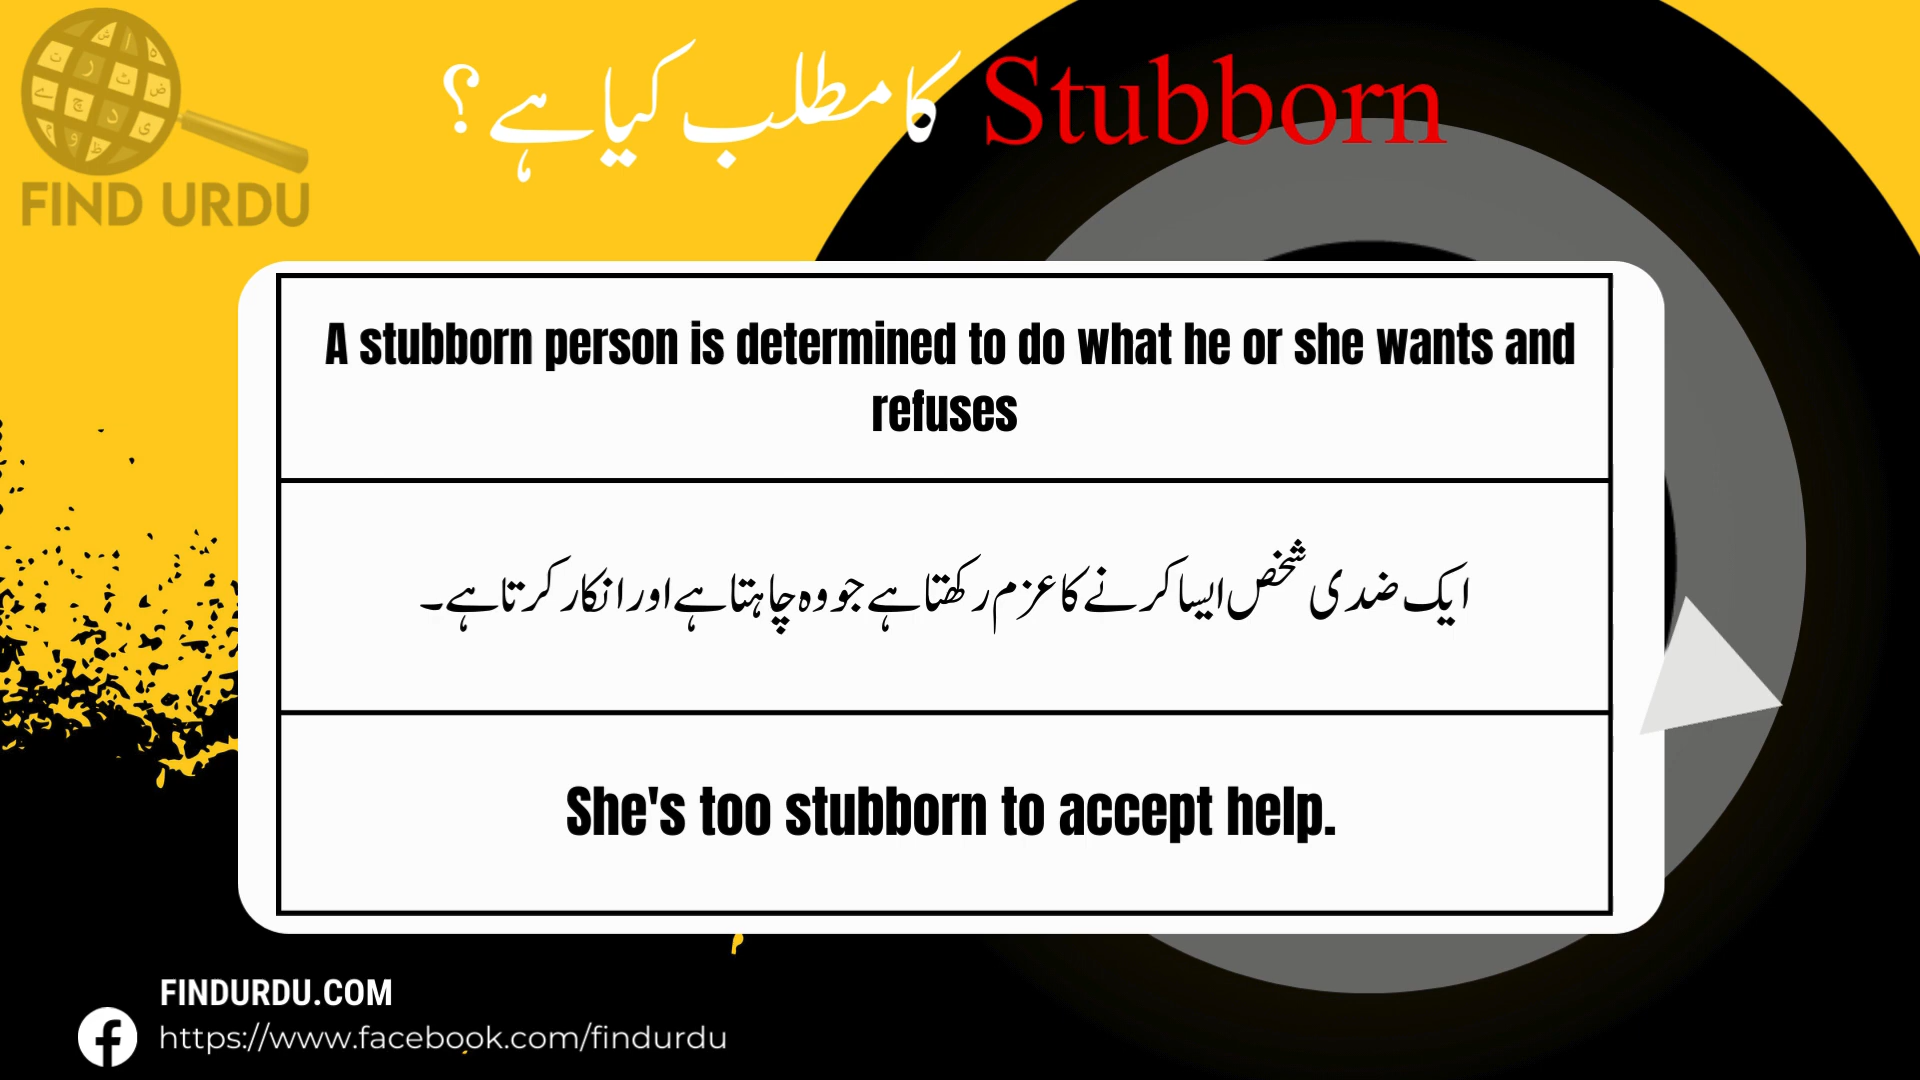 Stubborn کا مطلب کیا ہے؟
FIND URDU
A stubborn person is determined to do what he or she wants and
refuses
ایک ضدی شخص ایسا کرنے کا عزم رکھتا ہے جو وہ چاہتا ہے اور انکار کرتا ہے۔
She's too stubborn to accept help.
FINDURDU.COM
https://www.facebook.com/findurdu